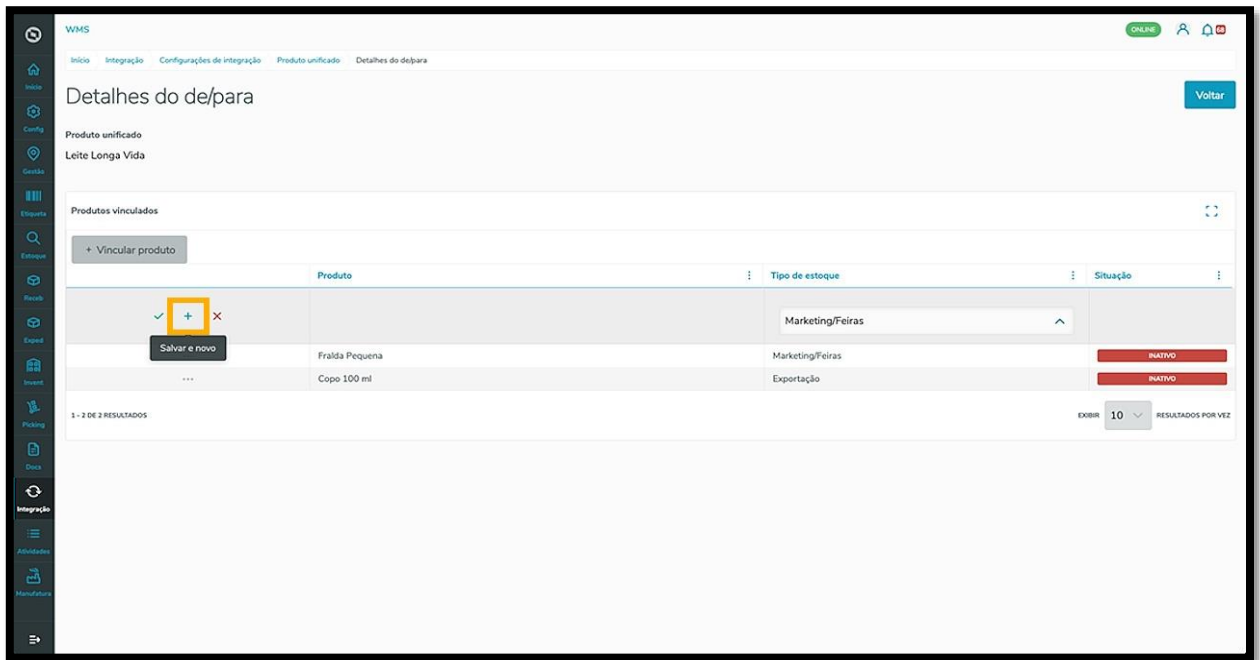 WMS
ONLINE
68
Início
Integração
Configurações de integração
Produto unificado
Detalhes do de/para
Detalhes do de/para
Voltar
Produto unificado
Leite Longa Vida
Produtos vinculados
+ Vincular produto
Produto
Tipo de estoque
Situação
Marketing/Feiras
Salvar e novo
Fralda Pequena
Marketing/Feiras
INATIVO
...
Copo 100 ml
Exportação
INATIVO
1 - 2 DE 2 RESULTADOS
EXIBIR 10 RESULTADOS POR VEZ
Início
Config
Gestão
Etiqueta
Estoque
Receb
Exped
Invent
Picking
Docs
Integração
Atividades
Manufatura